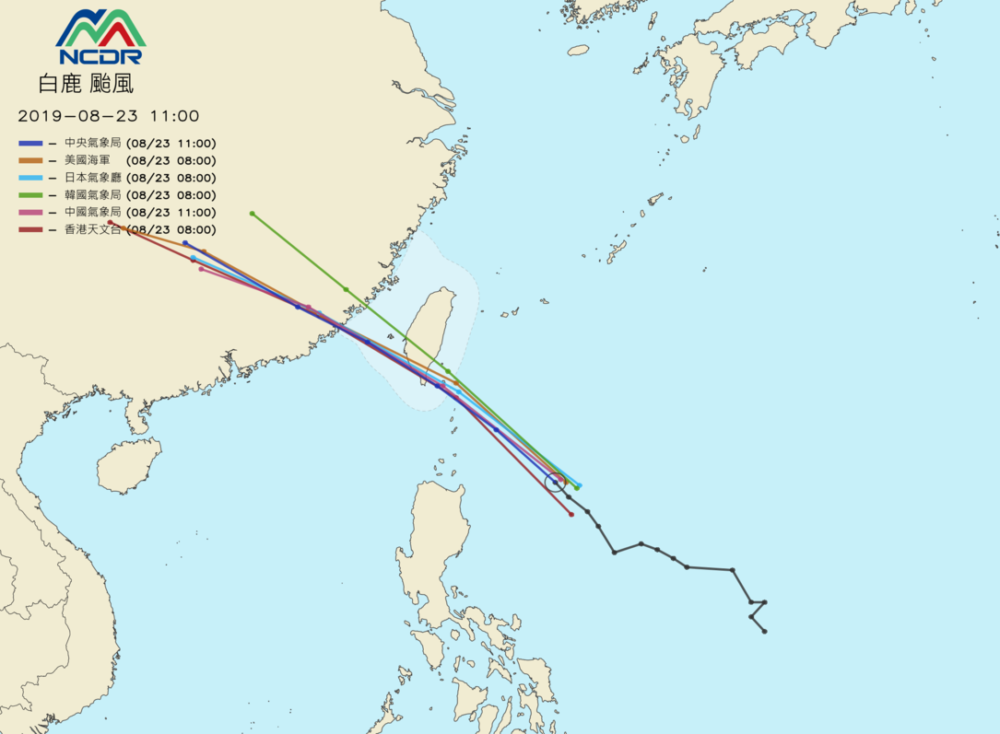 NCDR
白鹿 颱風
2019-08-23 11:00
— 中央氣象局 (08/23 11:00)
— 美國海軍 (08/23 08:00)
— 日本氣象廳 (08/23 08:00)
— 韓國氣象局 (08/23 08:00)
— 中國氣象局 (08/23 11:00)
— 香港天文台 (08/23 08:00)